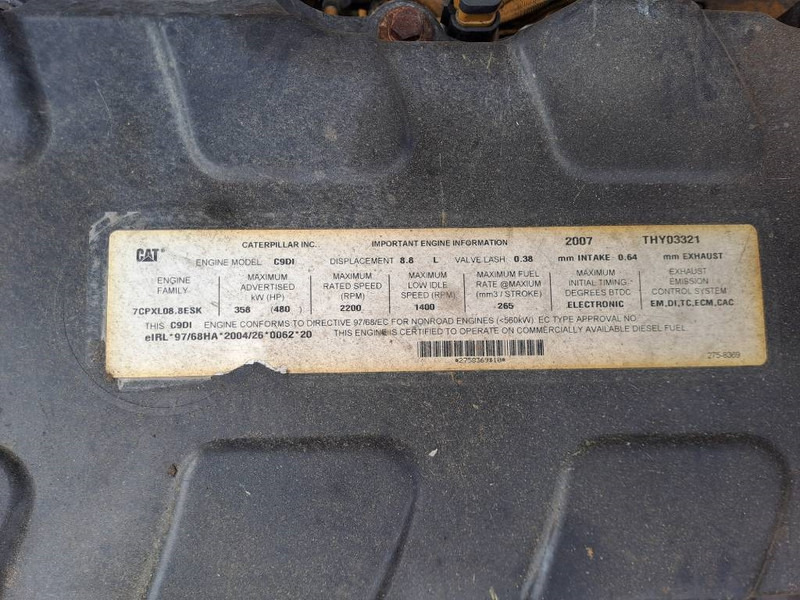 CAT
CATERPILLAR INC. IMPORTANT ENGINE INFORMATION 2007 THY03321
ENGINE MODEL C9DI DISPLACEMENT 8.8 L VALVE LASH 0.38 mm INTAKE 0.64 mm EXHAUST
ENGINE FAMILY
7CPXL08.8ESK
MAXIMUM ADVERTISED kW (HP)
358 (480)
MAXIMUM RATED SPEED (RPM)
2200
MAXIMUM LOW IDLE SPEED (RPM)
1400
MAXIMUM FUEL RATE @MAXIUM (mm3 / STROKE)
265
MAXIMUM INITIAL TIMING DEGREES BTDC
ELECTRONIC
EXHAUST EMISSION CONTROL SYSTEM
EM,DI,TC,ECM,CAC
THIS C9DI ENGINE CONFORMS TO DIRECTIVE 97/68/EC FOR NONROAD ENGINES (<560kW) EC TYPE APPROVAL NO.
eIRL*97/68HA*2004/26*0062*20 THIS ENGINE IS CERTIFIED TO OPERATE ON COMMERCIALLY AVAILABLE DIESEL FUEL
275-8369